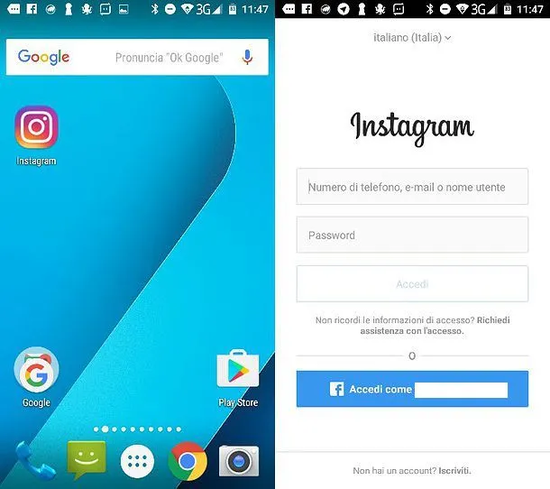 3G 11:47
Google Pronuncia "Ok Google"
Instagram
Google
Play Store
3G 11:47
italiano (Italia)
Instagram
Numero di telefono, e-mail o nome utente
Password
Accedi
Non ricordi le informazioni di accesso? Richiedi
assistenza con l'accesso.
O
Accedi come
Non hai un account? Iscriviti.